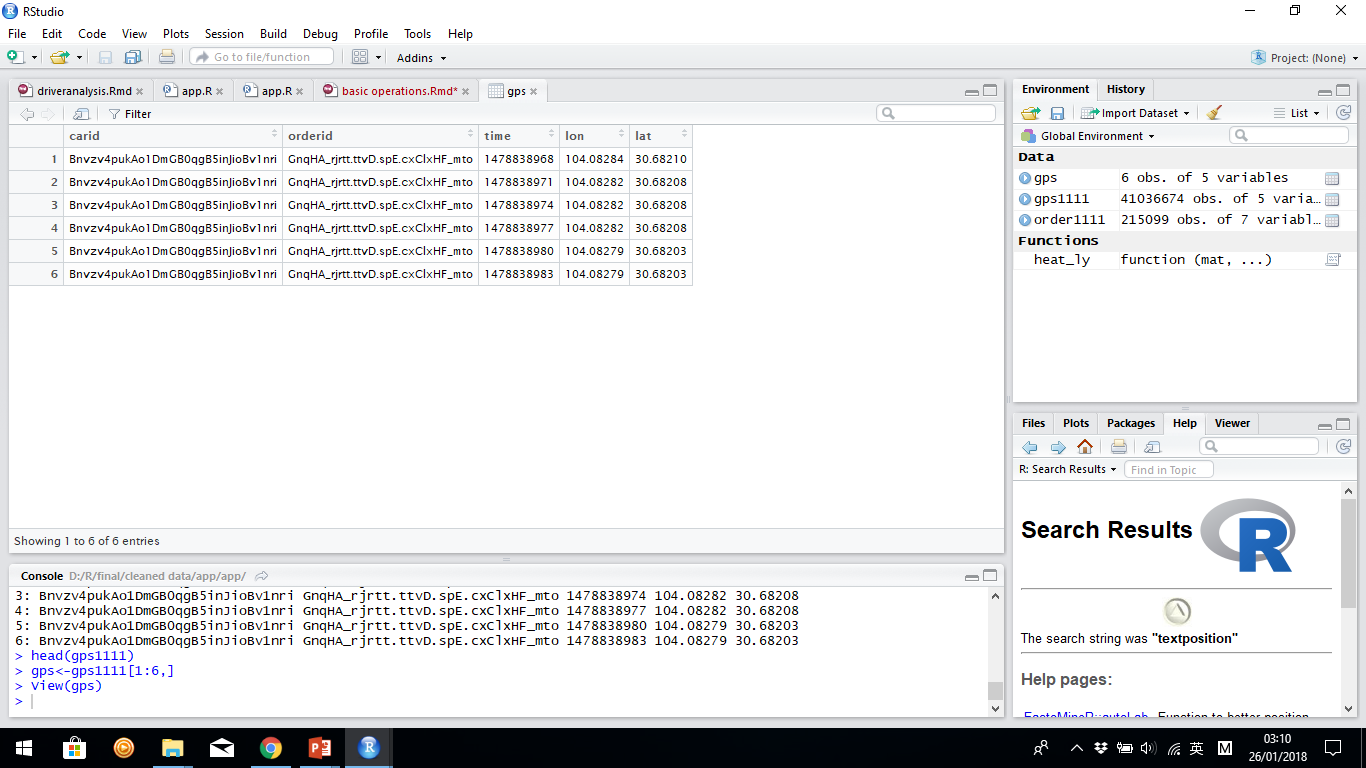 RStudio
File Edit Code View Plots Session Build Debug Profile Tools Help
Go to file/function Addins Project: (None)
driveranalysis.Rmd app.R app.R basic operations.Rmd* gps
Filter
carid orderid time lon lat
1 Bnvzv4pukAo1DmGB0qgB5inJioBv1nri GnqHA_rjrtt.ttvD.spE.cxClxHF_mto 1478838968 104.08284 30.68210
2 Bnvzv4pukAo1DmGB0qgB5inJioBv1nri GnqHA_rjrtt.ttvD.spE.cxClxHF_mto 1478838971 104.08282 30.68208
3 Bnvzv4pukAo1DmGB0qgB5inJioBv1nri GnqHA_rjrtt.ttvD.spE.cxClxHF_mto 1478838974 104.08282 30.68208
4 Bnvzv4pukAo1DmGB0qgB5inJioBv1nri GnqHA_rjrtt.ttvD.spE.cxClxHF_mto 1478838977 104.08282 30.68208
5 Bnvzv4pukAo1DmGB0qgB5inJioBv1nri GnqHA_rjrtt.ttvD.spE.cxClxHF_mto 1478838980 104.08279 30.68203
6 Bnvzv4pukAo1DmGB0qgB5inJioBv1nri GnqHA_rjrtt.ttvD.spE.cxClxHF_mto 1478838983 104.08279 30.68203
Showing 1 to 6 of 6 entries
Console D:/R/final/cleaned data/app/app/
3: Bnvzv4pukAo1DmGB0qgB5inJioBv1nri GnqHA_rjrtt.ttvD.spE.cxClxHF_mto 1478838974 104.08282 30.68208
4: Bnvzv4pukAo1DmGB0qgB5inJioBv1nri GnqHA_rjrtt.ttvD.spE.cxClxHF_mto 1478838977 104.08282 30.68208
5: Bnvzv4pukAo1DmGB0qgB5inJioBv1nri GnqHA_rjrtt.ttvD.spE.cxClxHF_mto 1478838980 104.08279 30.68203
6: Bnvzv4pukAo1DmGB0qgB5inJioBv1nri GnqHA_rjrtt.ttvD.spE.cxClxHF_mto 1478838983 104.08279 30.68203
> head(gps1111)
> gps<-gps1111[1:6,]
> View(gps)
>
Environment History
Import Dataset List
Global Environment
Data
gps 6 obs. of 5 variables
gps1111 41036674 obs. of 5 varia…
order1111 215099 obs. of 7 variabl…
Functions
heat_ly function (mat, ...)
Files Plots Packages Help Viewer
R: Search Results Find in Topic
Search Results R
The search string was "textposition"
Help pages:
Function to better position
英 M 03:10
26/01/2018